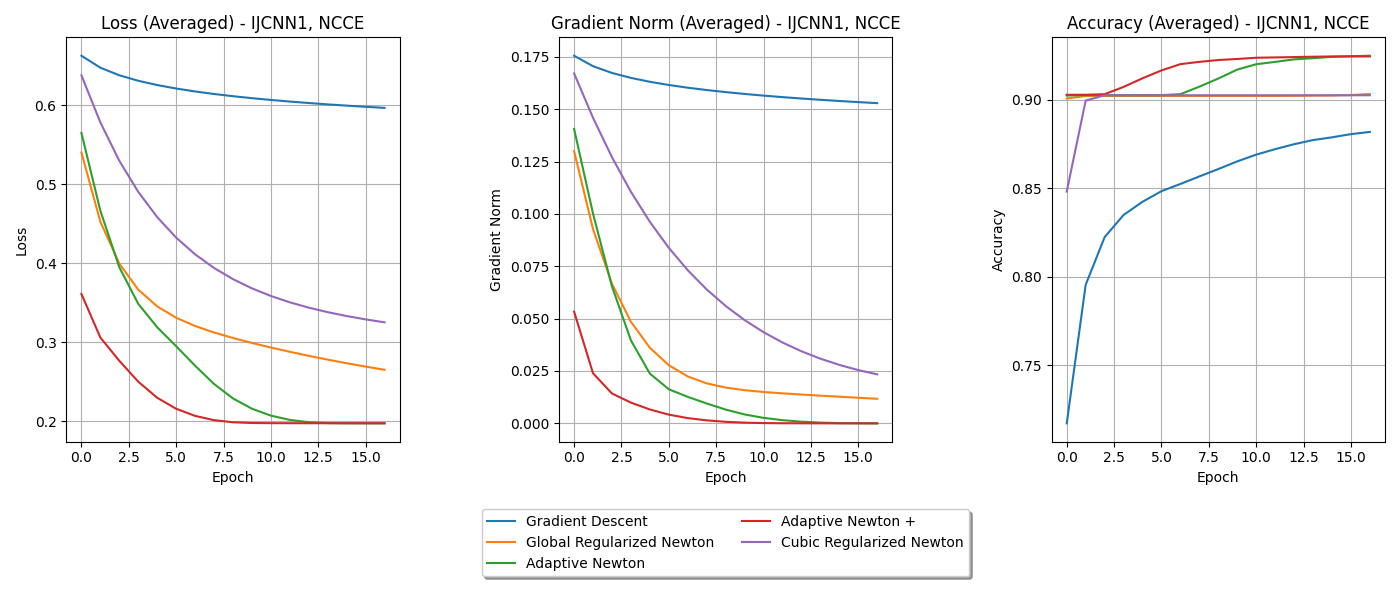 Loss (Averaged) - IJCNN1, NCCE
0.6
0.5
0.4
0.3
0.2
Loss
0.0 2.5 5.0 7.5 10.0 12.5 15.0
Epoch
Gradient Norm (Averaged) - IJCNN1, NCCE
0.175
0.150
0.125
0.100
0.075
0.050
0.025
0.000
Gradient Norm
0.0 2.5 5.0 7.5 10.0 12.5 15.0
Epoch
Accuracy (Averaged) - IJCNN1, NCCE
0.90
0.85
0.80
0.75
Accuracy
0.0 2.5 5.0 7.5 10.0 12.5 15.0
Epoch
Gradient Descent
Global Regularized Newton
Adaptive Newton
Adaptive Newton +
Cubic Regularized Newton